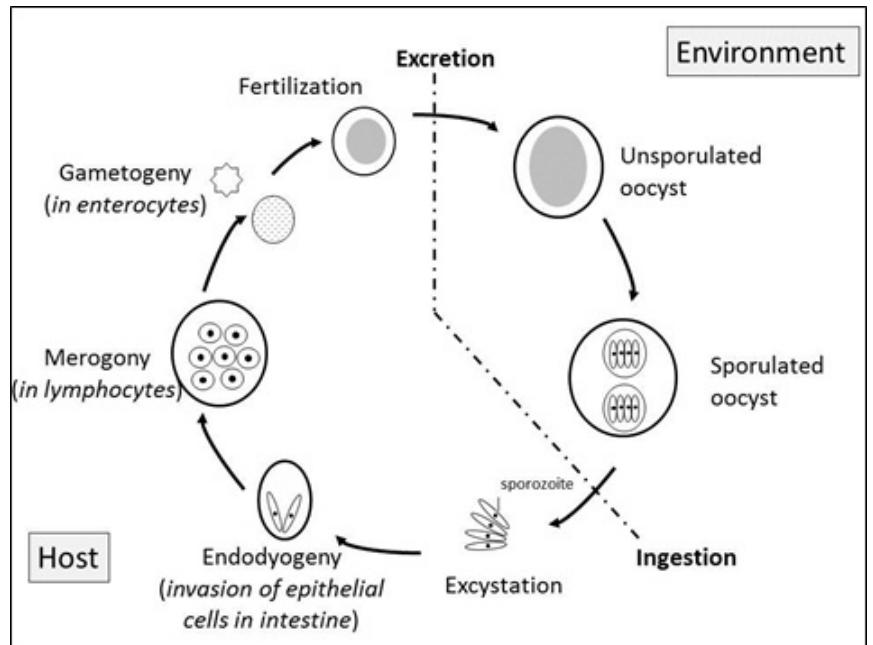 Environment
Excretion
Fertilization
Unsporulated
oocyst
Gametogeny
(in enterocytes)
Merogony
(in lymphocytes)
Sporulated
oocyst
sporozoite
Host
Endodyogeny
(invasion of epithelial
cells in intestine)
Excystation
Ingestion